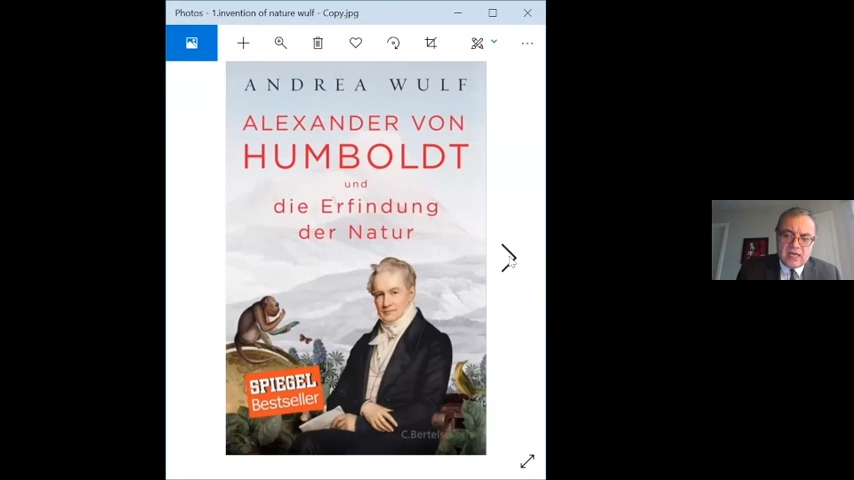 Photos - 1.invention of nature wulf - Copy.jpg
ANDREA WULF
ALEXANDER VON
HUMBOLDT
und
die Erfindung
der Natur
SPIEGEL
Bestseller